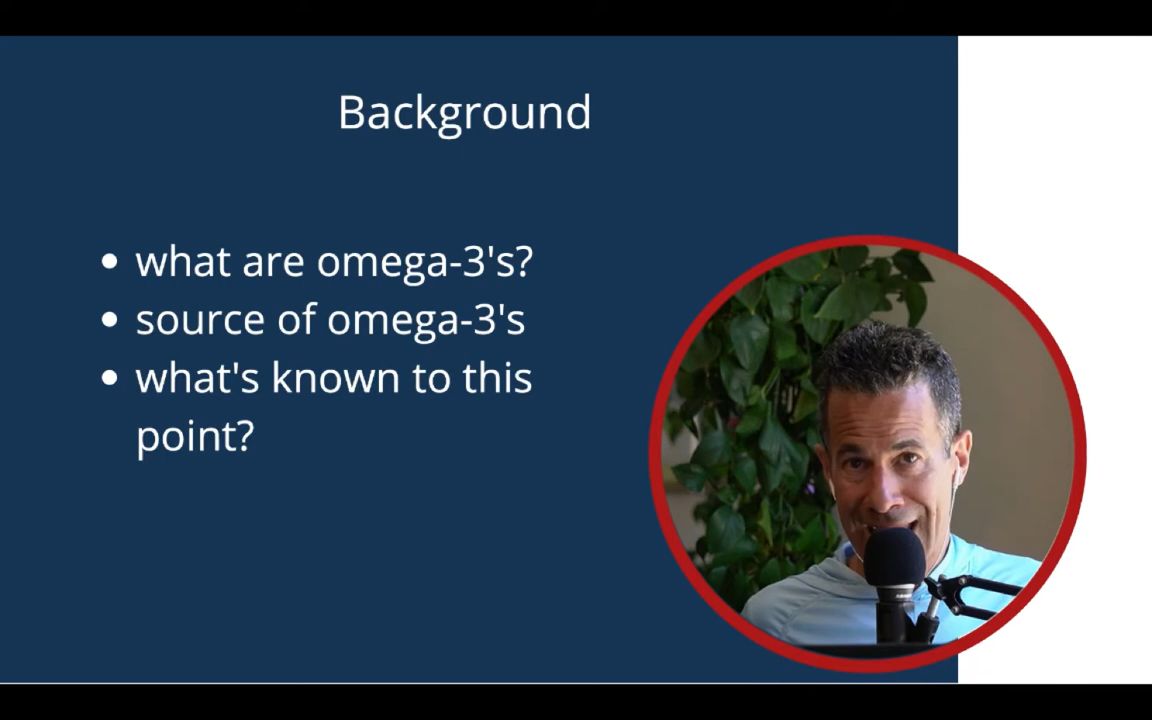 Background
• what are omega-3's?
• source of omega-3's
• what's known to this
point?